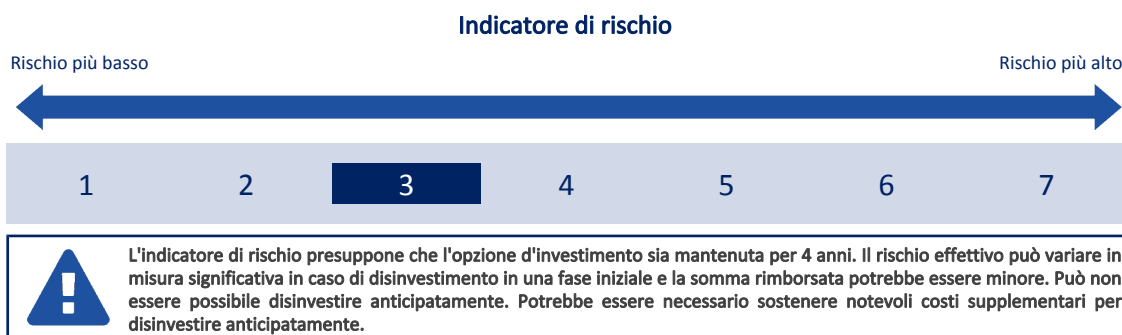 Indicatore di rischio
Rischio più basso
Rischio più alto
1 2 3 4 5 6 7
L'indicatore di rischio presuppone che l'opzione d'investimento sia mantenuta per 4 anni. Il rischio effettivo può variare in
misura significativa in caso di disinvestimento in una fase iniziale e la somma rimborsata potrebbe essere minore. Può non
essere possibile disinvestire anticipatamente. Potrebbe essere necessario sostenere notevoli costi supplementari per
disinvestire anticipatamente.